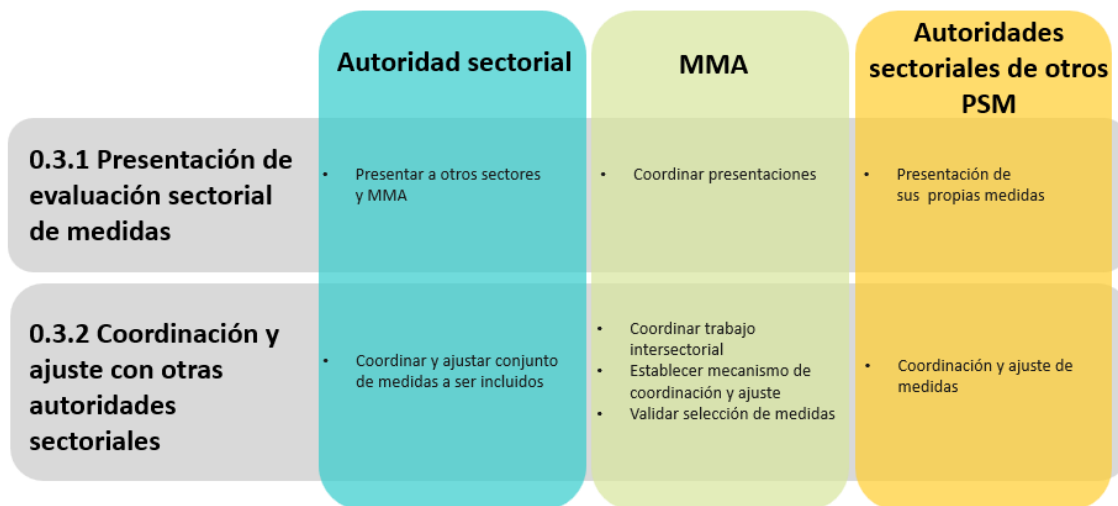 Autoridad sectorial
MMA
Autoridades
sectoriales de otros
PSM
0.3.1 Presentación de
evaluación sectorial
de medidas
• Presentar a otros sectores
y MMA
• Coordinar presentaciones
• Presentación de
sus propias medidas
0.3.2 Coordinación y
ajuste con otras
autoridades
sectoriales
• Coordinar y ajustar conjunto
de medidas a ser incluidos
• Coordinar trabajo
intersectorial
• Establecer mecanismo de
coordinación y ajuste
• Validar selección de medidas
• Coordinación y ajuste de
medidas